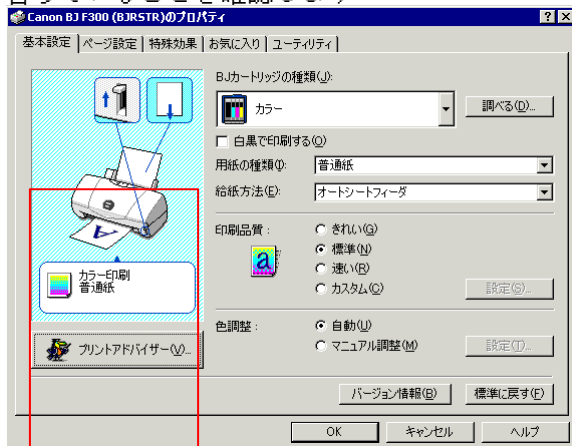 Canon BJ F300 (BJRSTR)のプロパティ
基本設定 ページ設定 特殊効果 お気に入り ユーティリティ
BJカートリッジの種類(J):
カラー 調べる(D)...
白黒で印刷する(O)
用紙の種類(I): 普通紙
給紙方法(E): オートシートフィーダ
印刷品質: きれい(G)
標準(N)
速い(R)
カスタム(C) 設定(S)...
カラー印刷
普通紙
色調整: 自動(U)
マニュアル調整(M) 設定(T)...
プリントアドバイザー(V)...
バージョン情報(B) 標準に戻す(F)
OK キャンセル ヘルプ